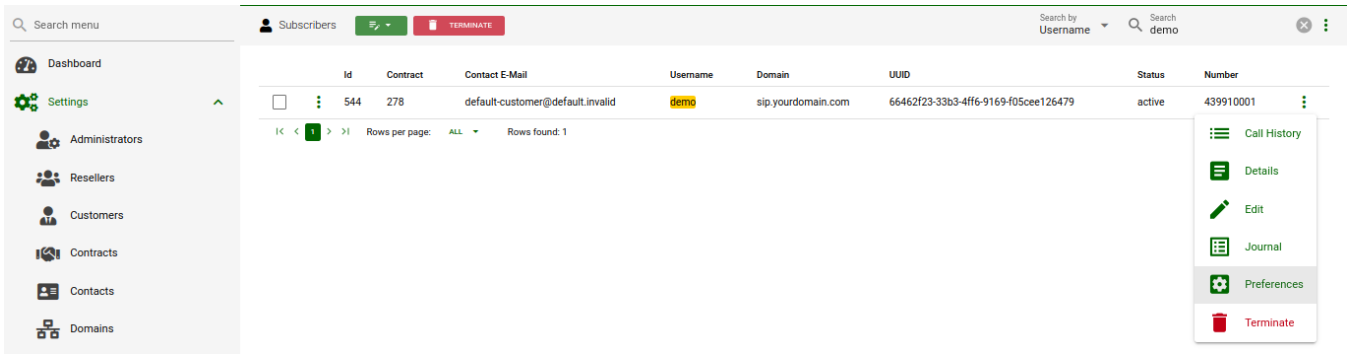 Search menu
Dashboard
Settings
Administrators
Resellers
Customers
Contracts
Contacts
Domains
Subscribers
TERMINATE
Search by
Username
Search
demo
Id Contract Contact E-Mail Username Domain UUID Status Number
544 278 default-customer@default.invalid demo sip.yourdomain.com 66462f23-33b3-4ff6-9169-f05cee126479 active 439910001
1 Rows per page: ALL Rows found: 1
Call History
Details
Edit
Journal
Preferences
Terminate